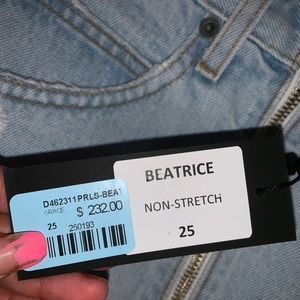 D462311PRLS-BEAT
GRACE $ 232.00
25 250193
BEATRICE
NON-STRETCH
25